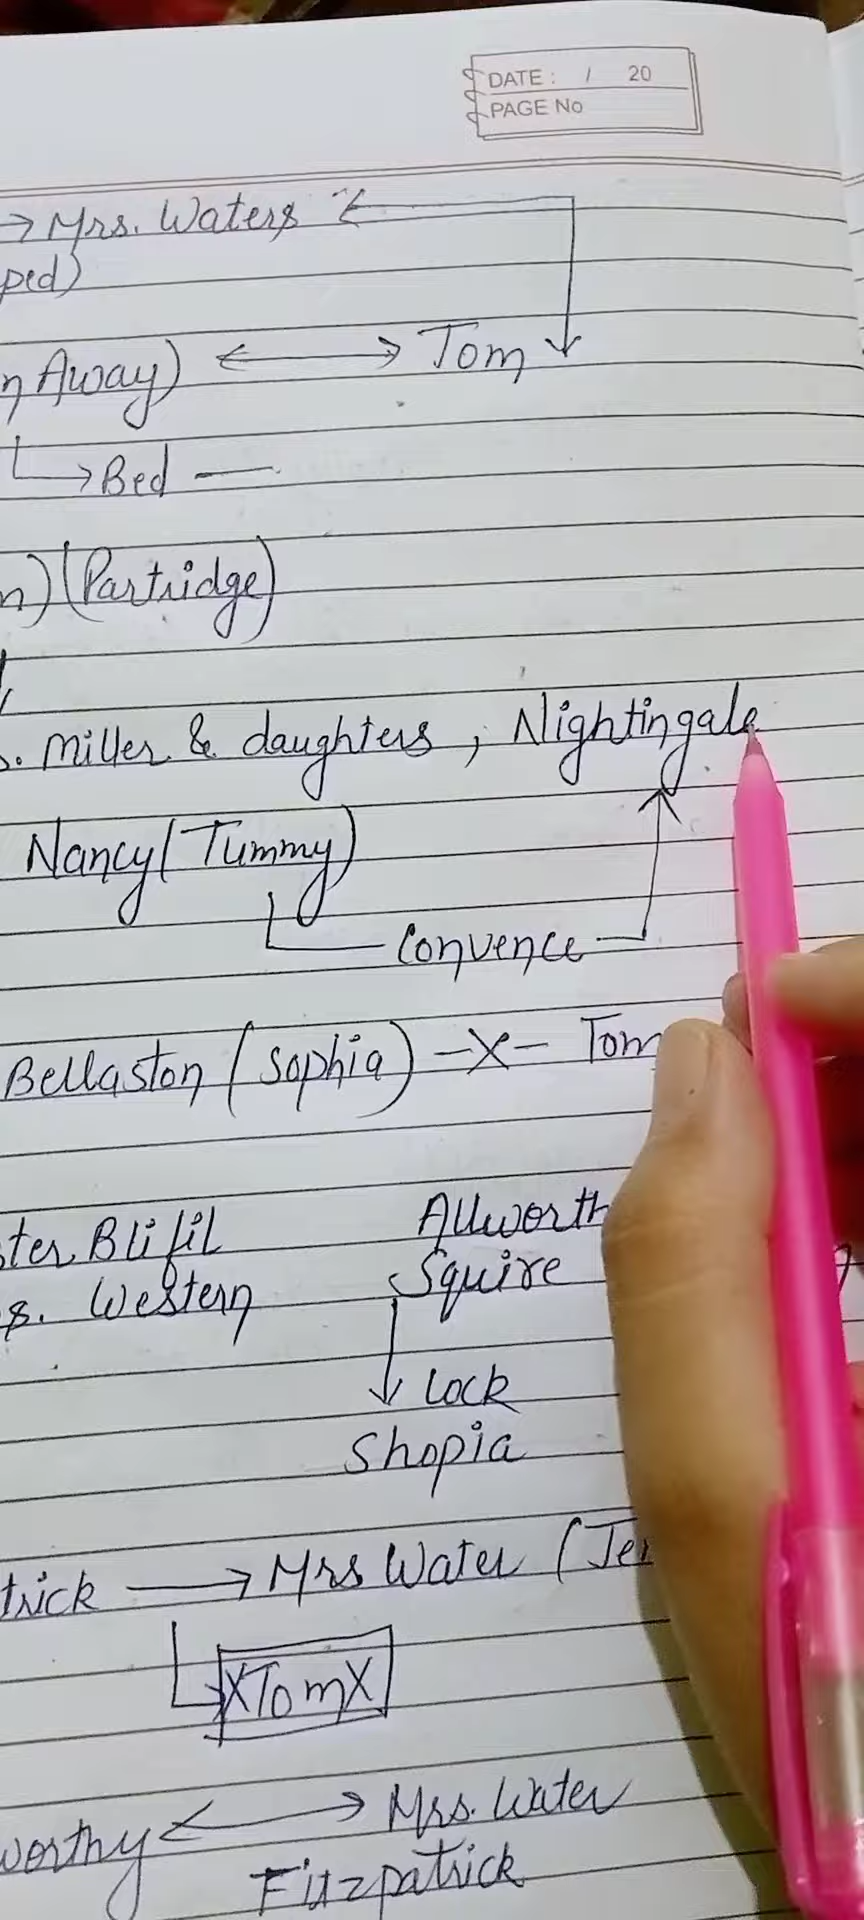 DATE : / 20
PAGE No
→ Mrs. Waters ←
ped)
n Away) ↔ Tom
→ Bed —
n) (Partridge)
s. Miller & daughters, Nightingale
Nancy (Tummy)
Convence
Bellaston (Sophia) -X- Tom
ster Blifil Allworth
s. Western Squire
Lock
Shopia
trick → Mrs Water (Je
XTomX
worthy ↔ Mrs. Water
Fitzpatrick